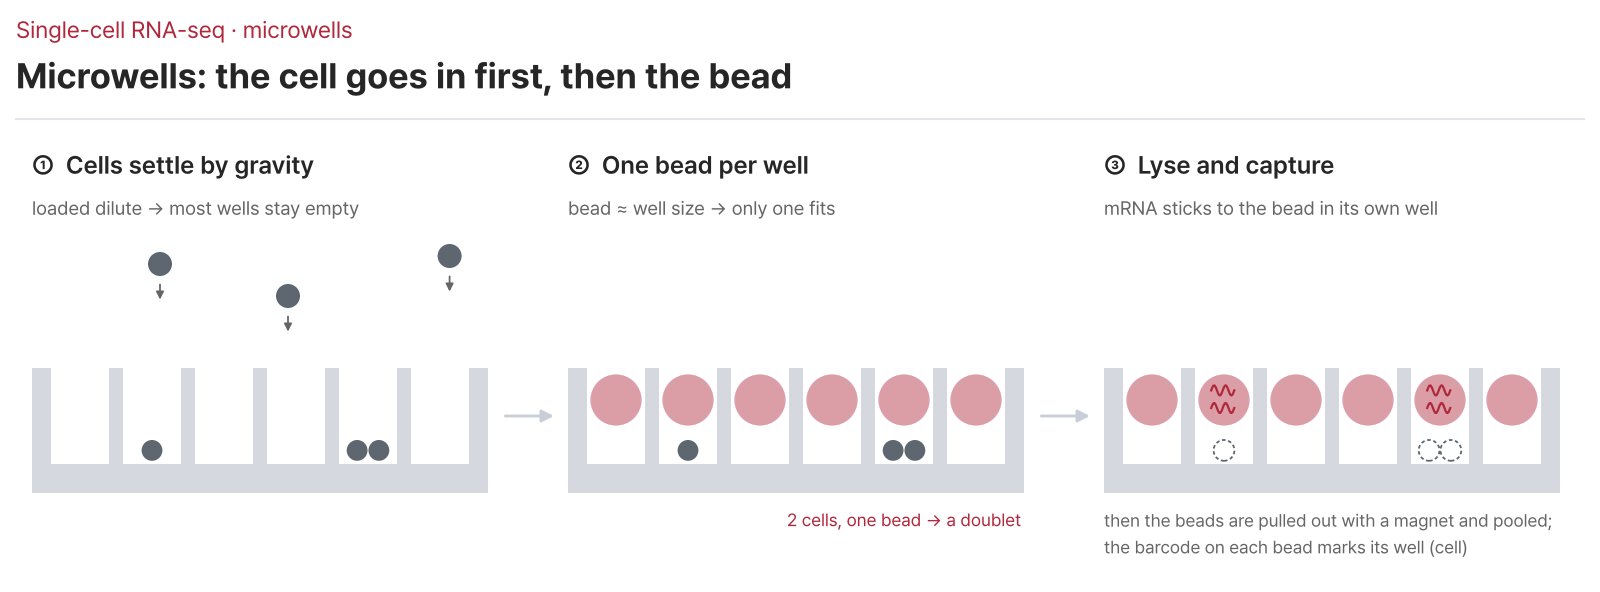 Single-cell RNA-seq · microwells
Microwells: the cell goes in first, then the bead
① Cells settle by gravity
loaded dilute → most wells stay empty
② One bead per well
bead ≈ well size → only one fits
2 cells, one bead → a doublet
③ Lyse and capture
mRNA sticks to the bead in its own well
then the beads are pulled out with a magnet and pooled;
the barcode on each bead marks its well (cell)